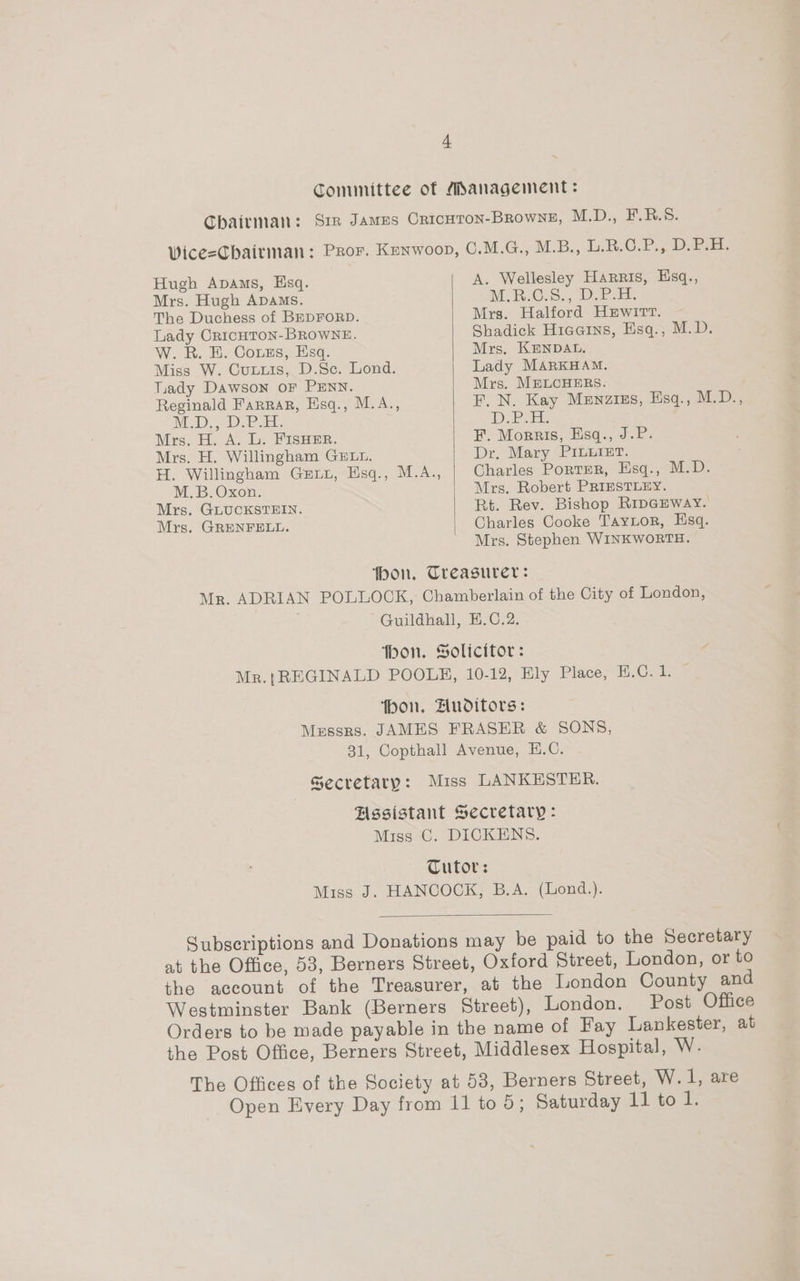 4
Committee of Management:
Chairman: Sir James Crichton-Browne, M.D., F.R.S.
Vice-Chairman: Prof. Kenwood, C.M.G., M.B., L.R.C.P., D.P.H.
Hugh Adams, Esq.
Mrs. Hugh Adams.
The Duchess of Bedford.
Lady Crichton-Browne.
W. R. E. Coles, Esq.
Miss W. Cullis, D.Sc. Lond.
Lady Dawson of Penn.
Reginald Farrar, Esq., M.A.,
M.D., D.P.H.
Mrs. H. A. L. Fisher.
Mrs. H. Willingham Gell.
H. Willingham Gell, Esq., M.A.,
M.B.Oxon.
Mrs. Gluckstein.
Mrs. Grenfell.
A. Wellesley Harris, Esq.,
M.R.C.S., D.P.H.
Mrs. Halford Hewitt.
Shadick Higgins, Esq., M.D.
Mrs. Kendal.
Lady Markham.
Mrs. Melchers.
F. N. Kay Menzies, Esq., M.D.,
D.P.H.
F. Morris, Esq., J.P.
Dr. Mary Pilliet.
Charles Porter, Esq., M.D.
Mrs. Robert Priestley.
Rt. Rev. Bishop Ridgeway.
Charles Cooke Taylor, Esq.
Mrs. Stephen Winkworth.
Hon. Treasurer:
Mr. ADRIAN POLLOCK, Chamberlain of the City of London,
Guildhall, E.C.2.
Hon. Solicitor:
Mr. REGINALD POOLE, 10-12, Ely Place, E.C. 1.
Hon. Auditors:
Messrs. JAMES FRASER & SONS,
31, Copthall Avenue, E.C.
Secretary: Miss LANKESTER.
Assistant Secretary:
Miss C. DICKENS.
Tutor:
Miss J. HANCOCK, B.A. (Lond.).
Subscriptions and Donations may be paid to the Secretary
at the Office, 53, Berners Street, Oxford Street, London, or to
the account of the Treasurer, at the London County and
Westminster Bank (Berners Street), London. Post Office
Orders to be made payable in the name of Fay Lankester, at
the Post Office, Berners Street, Middlesex Hospital, W.
The Offices of the Society at 53, Berners Street, W. 1, are
Open Every Day from 11 to 5; Saturday 11 to 1.